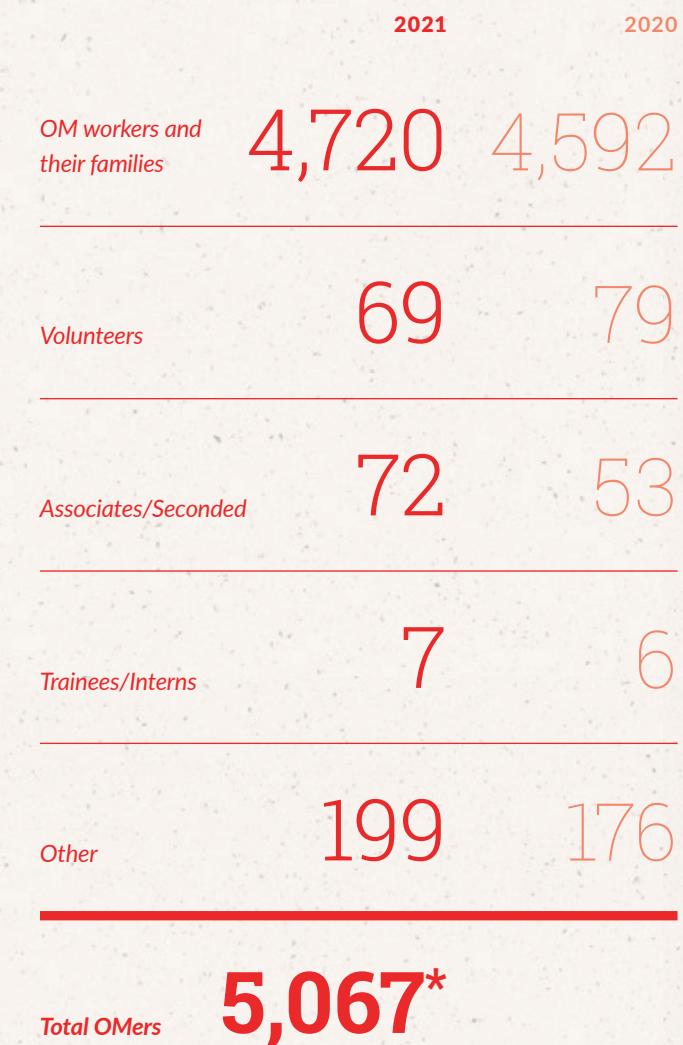 2021 2020
OM workers and
their families 4,720 4,592
Volunteers 69 79
Associates/Seconded 72 53
Trainees/Interns 7 6
Other 199 176
Total OMers 5,067*